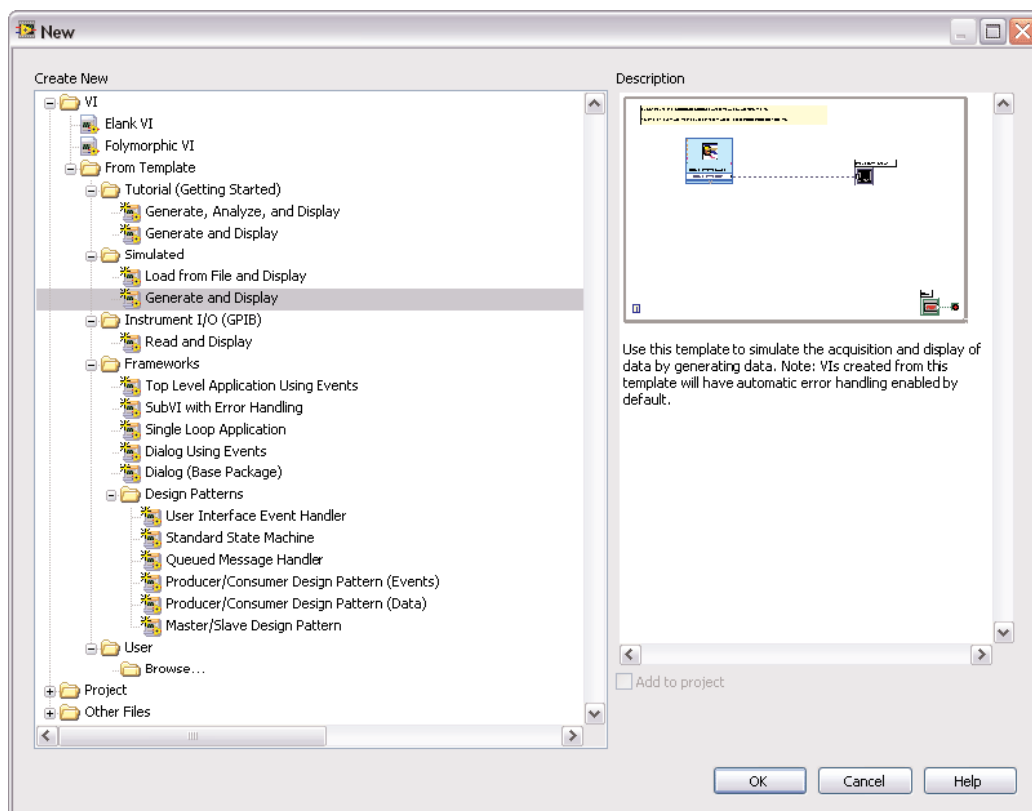 New
Create New
VI
Elank VI
Folymorphic VI
From Template
Tutorial (Getting Started)
Generate, Analyze, and Display
Generate and Display
Simulated
Load from File and Display
Generate and Display
Instrument I/O (GPIB)
Read and Display
Frameworks
Top Level Application Using Events
SubVI with Error Handling
Single Loop Application
Dialog Using Events
Dialog (Base Package)
Design Patterns
User Interface Event Handler
Standard State Machine
Queued Message Handler
Producer/Consumer Design Pattern (Events)
Producer/Consumer Design Pattern (Data)
Master/Slave Design Pattern
User
Browse...
Project
Other Files
Description
Use this template to simulate the acquisition and display of
data by generating data. Note: VIs created from this
template will have automatic error handling enabled by
default.
Add to project
OK
Cancel
Help